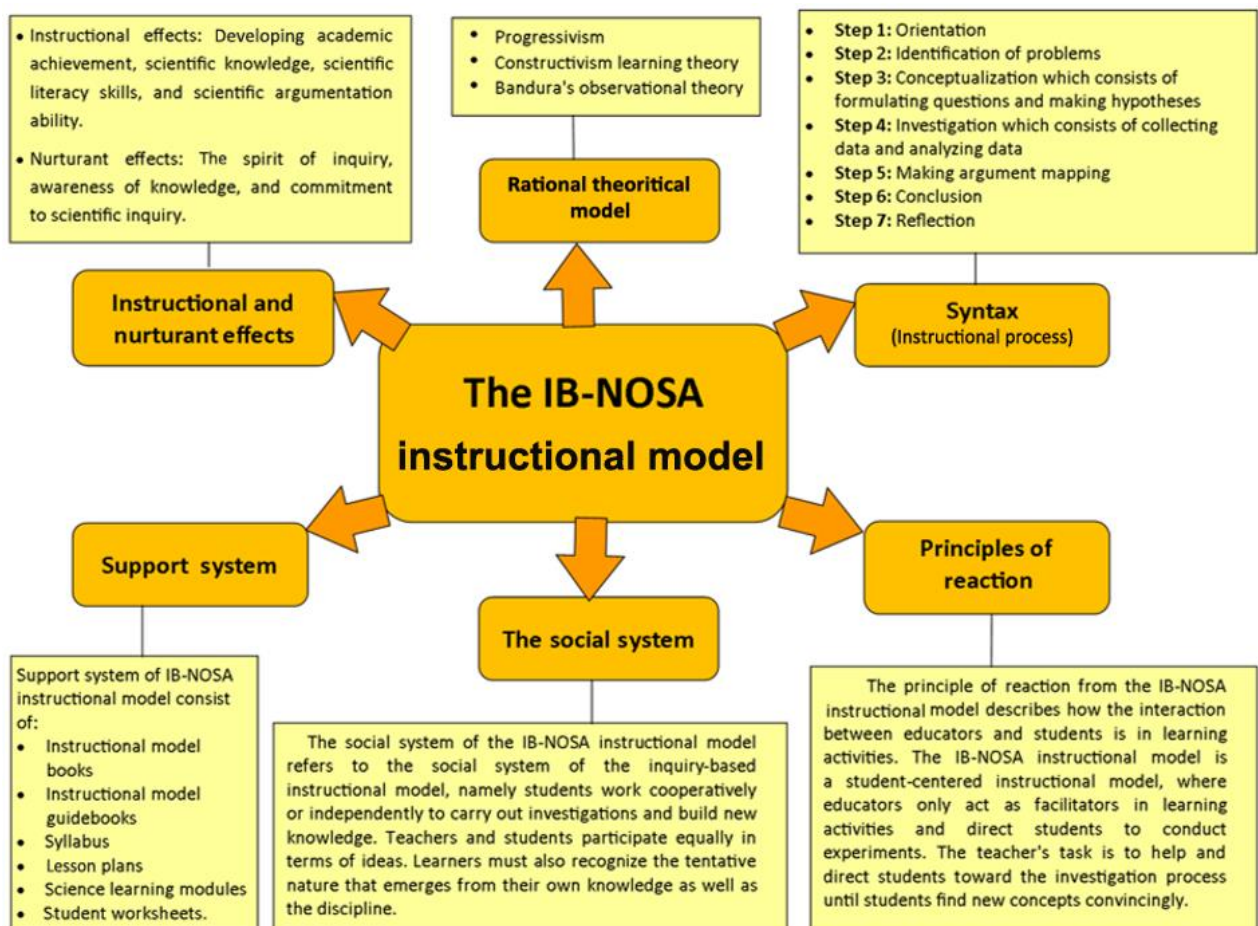 • Instructional effects: Developing academic
achievement, scientific knowledge, scientific
literacy skills, and scientific argumentation
ability.
• Nurturant effects: The spirit of inquiry,
awareness of knowledge, and commitment
to scientific inquiry.
Instructional and
nurturant effects
• Progressivism
• Constructivism learning theory
• Bandura's observational theory
Rational theoritical
model
• Step 1: Orientation
• Step 2: Identification of problems
• Step 3: Conceptualization which consists of
formulating questions and making hypotheses
• Step 4: Investigation which consists of collecting
data and analyzing data
• Step 5: Making argument mapping
• Step 6: Conclusion
• Step 7: Reflection
Syntax
(Instructional process)
The IB-NOSA
instructional model
Support system
Support system of IB-NOSA
instructional model consist
of:
• Instructional model
books
• Instructional model
guidebooks
• Syllabus
• Lesson plans
• Science learning modules
• Student worksheets.
The social system
The social system of the IB-NOSA instructional model
refers to the social system of the inquiry-based
instructional model, namely students work cooperatively
or independently to carry out investigations and build new
knowledge. Teachers and students participate equally in
terms of ideas. Learners must also recognize the tentative
nature that emerges from their own knowledge as well as
the discipline.
Principles of
reaction
The principle of reaction from the IB-NOSA
instructional model describes how the interaction
between educators and students is in learning
activities. The IB-NOSA instructional model is
a student-centered instructional model, where
educators only act as facilitators in learning
activities and direct students to conduct
experiments. The teacher's task is to help and
direct students toward the investigation process
until students find new concepts convincingly.